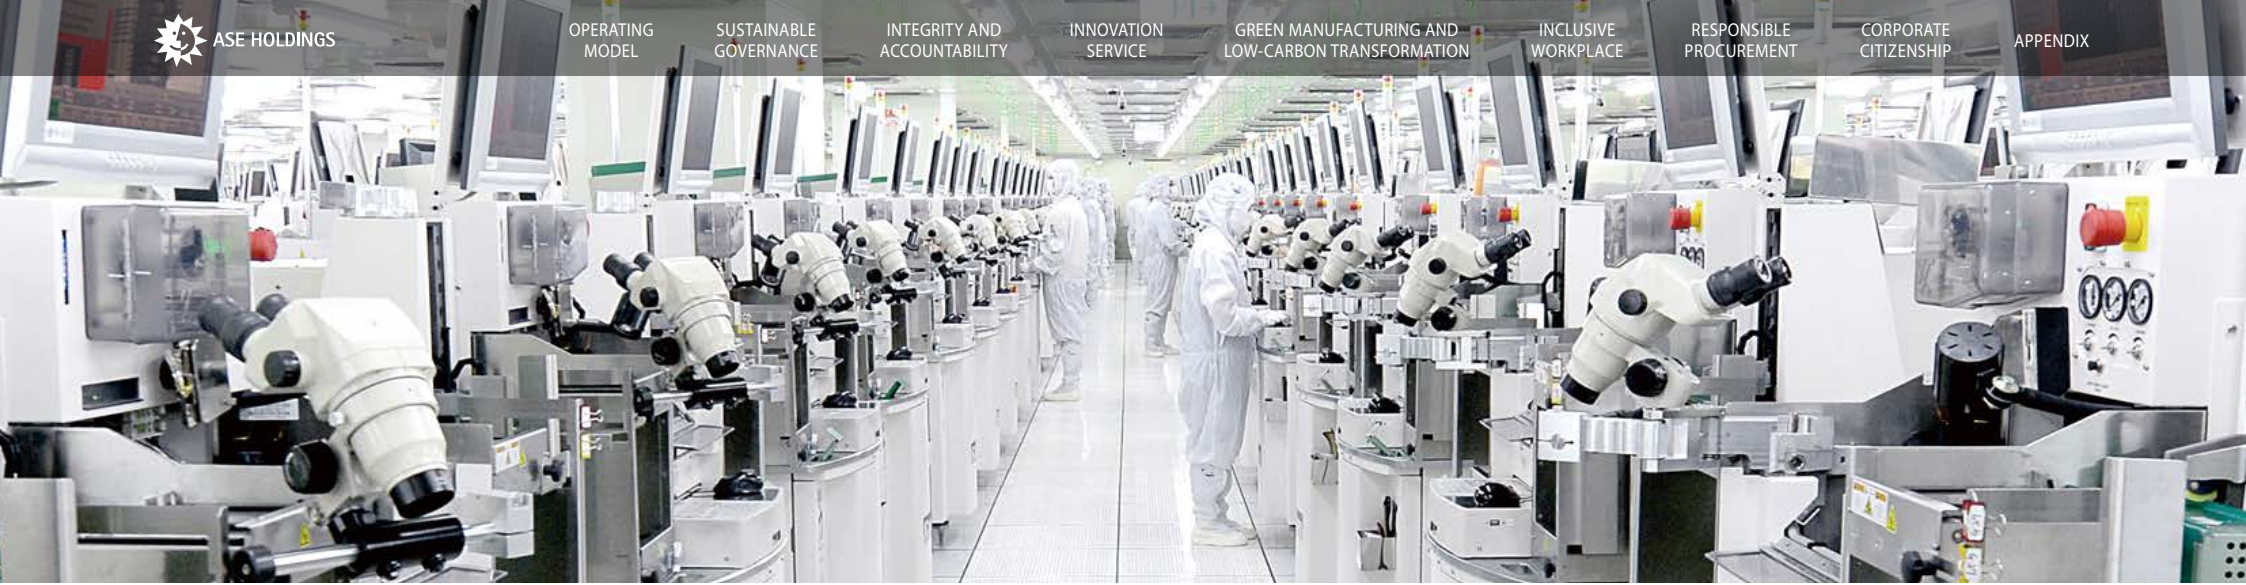 ASE HOLDINGS
OPERATING
MODEL
SUSTAINABLE
GOVERNANCE
INTEGRITY AND
ACCOUNTABILITY
INNOVATION
SERVICE
GREEN MANUFACTURING AND
LOW-CARBON TRANSFORMATION
INCLUSIVE
WORKPLACE
RESPONSIBLE
PROCUREMENT
CORPORATE
CITIZENSHIP
APPENDIX